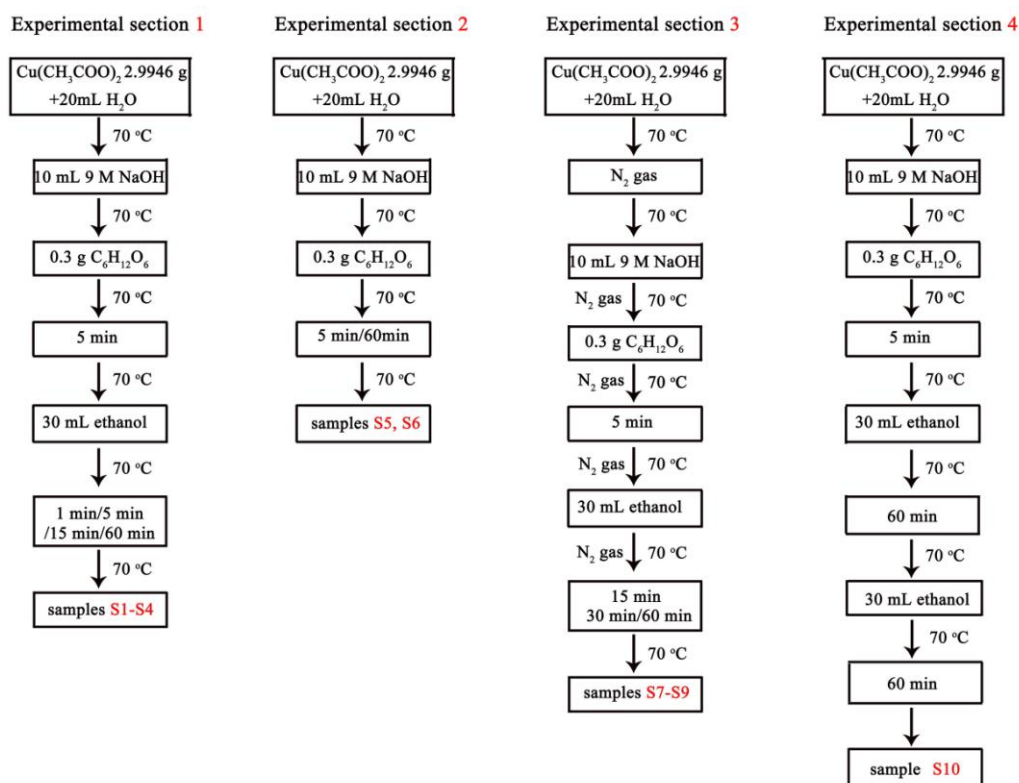 Experimental section 1
Cu(CH₃COO)₂ 2.9946 g
+20mL H₂O
70 °C
10 mL 9 M NaOH
70 °C
0.3 g C₆H₁₂O₆
70 °C
5 min
70 °C
30 mL ethanol
70 °C
1 min/5 min
/15 min/60 min
70 °C
samples S1-S4
Experimental section 2
Cu(CH₃COO)₂ 2.9946 g
+20mL H₂O
70 °C
10 mL 9 M NaOH
70 °C
0.3 g C₆H₁₂O₆
70 °C
5 min/60min
70 °C
samples S5, S6
Experimental section 3
Cu(CH₃COO)₂ 2.9946 g
+20mL H₂O
70 °C
N₂ gas
70 °C
10 mL 9 M NaOH
N₂ gas 70 °C
0.3 g C₆H₁₂O₆
N₂ gas 70 °C
5 min
N₂ gas 70 °C
30 mL ethanol
N₂ gas 70 °C
15 min
30 min/60 min
70 °C
samples S7-S9
Experimental section 4
Cu(CH₃COO)₂ 2.9946 g
+20mL H₂O
70 °C
10 mL 9 M NaOH
70 °C
0.3 g C₆H₁₂O₆
70 °C
5 min
70 °C
30 mL ethanol
70 °C
60 min
70 °C
30 mL ethanol
70 °C
60 min
sample S10